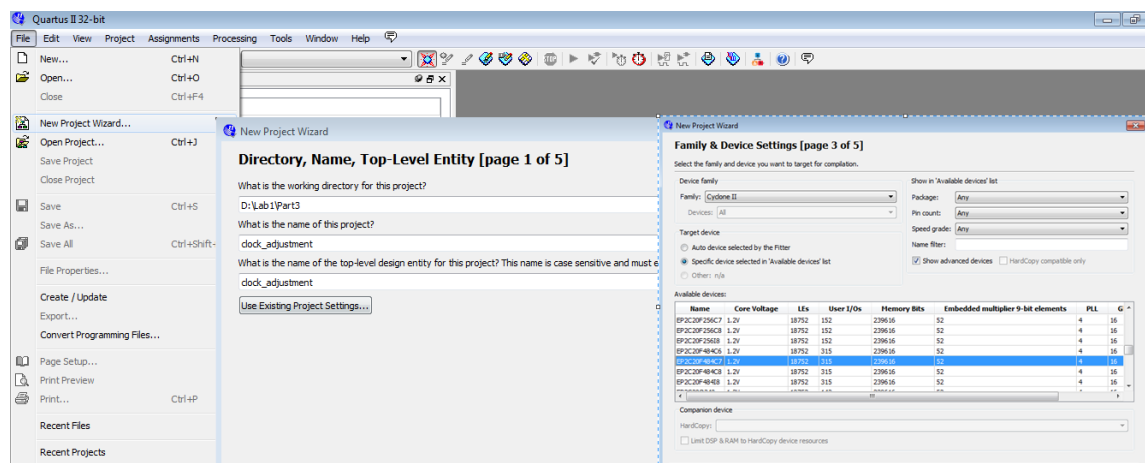 Quartus II 32-bit
File Edit View Project Assignments Processing Tools Window Help
New... Ctrl+N
Open... Ctrl+O
Close Ctrl+F4
New Project Wizard...
Open Project... Ctrl+J
Save Project
Close Project
Save Ctrl+S
Save As...
Save All Ctrl+Shift-
File Properties...
Create / Update
Export...
Convert Programming Files...
Page Setup...
Print Preview
Print... Ctrl+P
Recent Files
Recent Projects
New Project Wizard
Directory, Name, Top-Level Entity [page 1 of 5]
What is the working directory for this project?
D:\Lab1\Part3
What is the name of this project?
clock_adjustment
What is the name of the top-level design entity for this project? This name is case sensitive and must e
clock_adjustment
Use Existing Project Settings...
New Project Wizard
Family & Device Settings [page 3 of 5]
Select the family and device you want to target for compilation.
Device family
Family: Cyclone II
Devices: All
Target device
Auto device selected by the Fitter
Specific device selected in 'Available devices' list
Other: n/a
Show in 'Available devices' list
Package: Any
Pin count: Any
Speed grade: Any
Name filter:
Show advanced devices HardCopy compatible only
Available devices:
Name Core Voltage LEs User I/Os Memory Bits Embedded multiplier 9-bit elements PLL G
EP2C20F256C7 1.2V 18752 152 239616 52 4 16
EP2C20F256C8 1.2V 18752 152 239616 52 4 16
EP2C20F256I8 1.2V 18752 152 239616 52 4 16
EP2C20F484C6 1.2V 18752 315 239616 52 4 16
EP2C20F484C7 1.2V 18752 315 239616 52 4 16
EP2C20F484C8 1.2V 18752 315 239616 52 4 16
EP2C20F484I8 1.2V 18752 315 239616 52 4 16
Companion device
HardCopy:
Limit DSP & RAM to HardCopy device resources